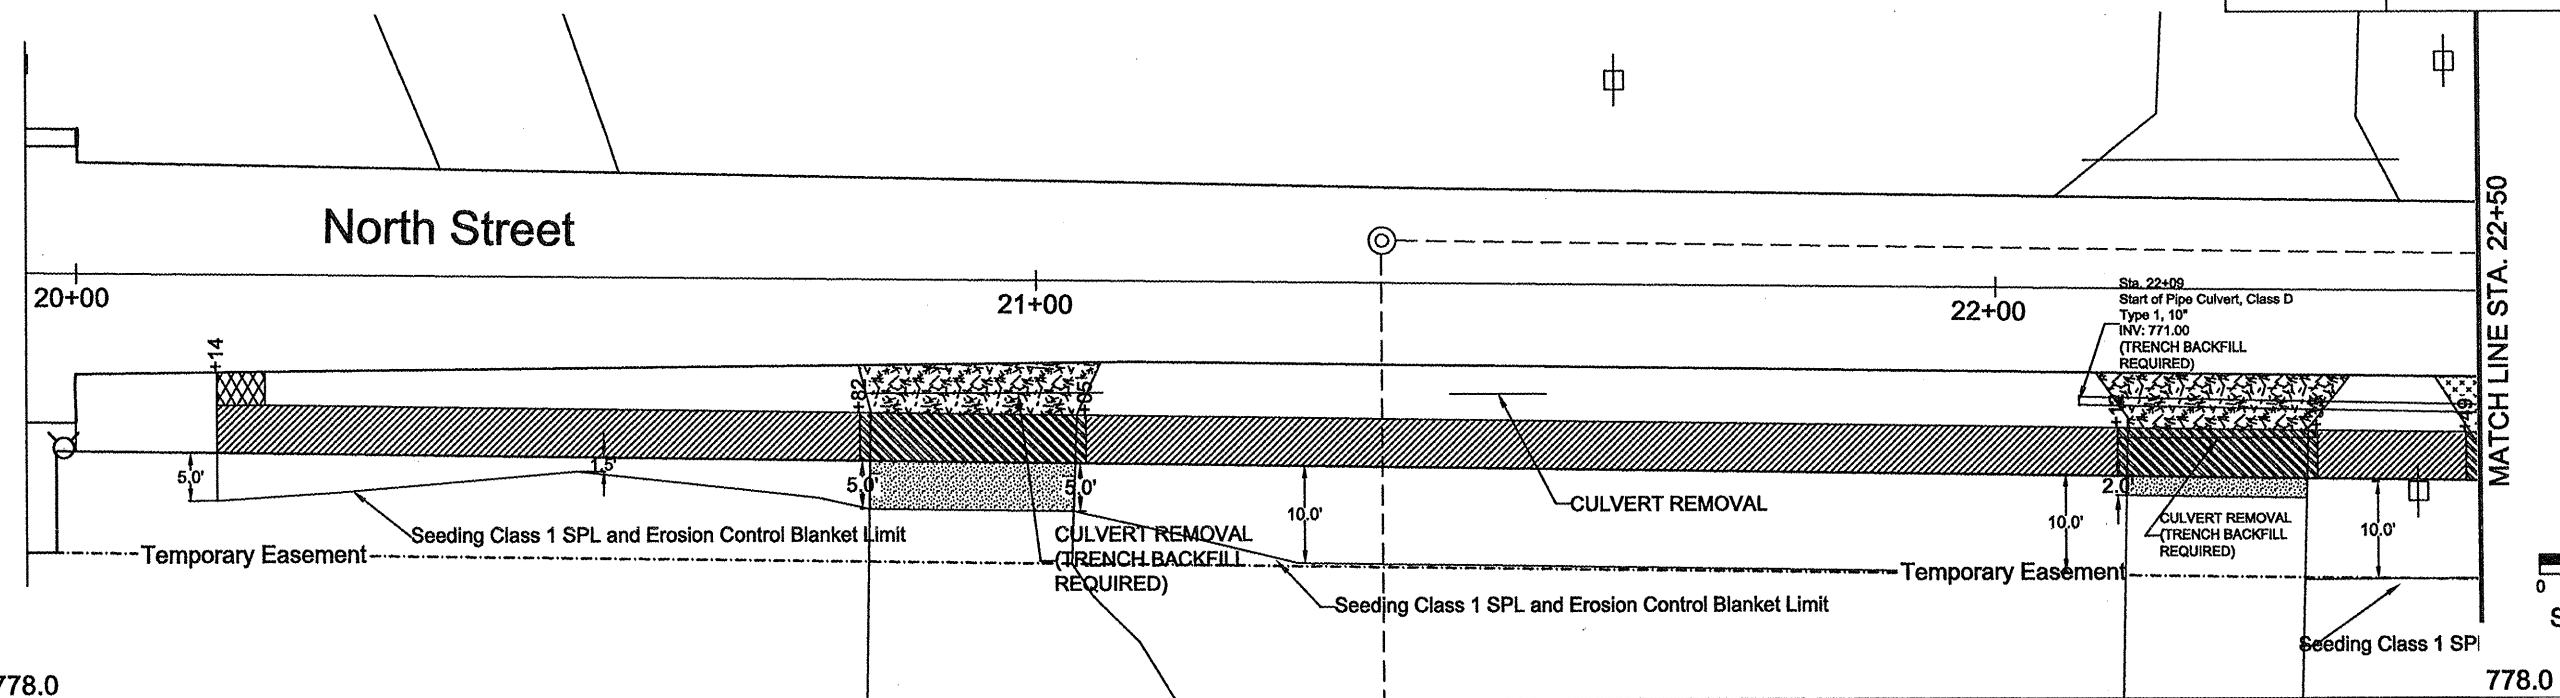 North Street
20+00
21+00
22+00
MATCH LINE STA. 22+50
Sta. 22+09
Start of Pipe Culvert, Class D
Type 1, 10"
INV: 771.00
(TRENCH BACKFILL
REQUIRED)
+14
+82
+05
5.0'
1.5'
5.0'
5.0'
10.0'
10.0'
2.0'
10.0'
CULVERT REMOVAL
Seeding Class 1 SPL and Erosion Control Blanket Limit
CULVERT REMOVAL
(TRENCH BACKFILL
REQUIRED)
CULVERT REMOVAL
(TRENCH BACKFILL
REQUIRED)
Temporary Easement
Temporary Easement
Seeding Class 1 SPL and Erosion Control Blanket Limit
Seeding Class 1 SP
0
S
778.0
778.0